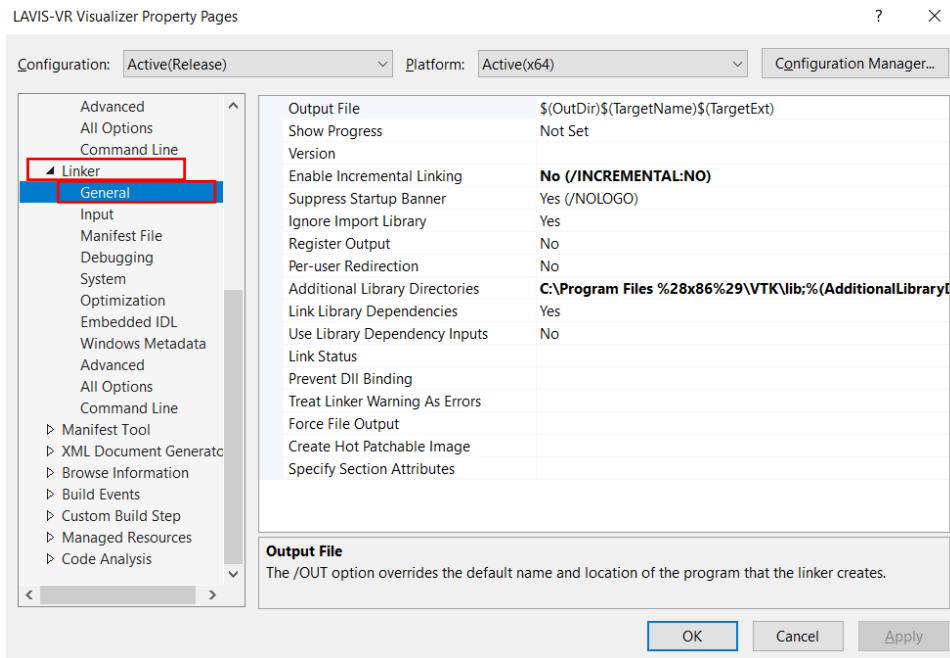 LAVIS-VR Visualizer Property Pages
?
Configuration: Active(Release) Platform: Active(x64) Configuration Manager...
Advanced
All Options
Command Line
Linker
General
Input
Manifest File
Debugging
System
Optimization
Embedded IDL
Windows Metadata
Advanced
All Options
Command Line
Manifest Tool
XML Document Generato
Browse Information
Build Events
Custom Build Step
Managed Resources
Code Analysis
Output File $(OutDir)$(TargetName)$(TargetExt)
Show Progress Not Set
Version
Enable Incremental Linking No (/INCREMENTAL:NO)
Suppress Startup Banner Yes (/NOLOGO)
Ignore Import Library Yes
Register Output No
Per-user Redirection No
Additional Library Directories C:\Program Files %28x86%29\VTK\lib;%(AdditionalLibraryD
Link Library Dependencies Yes
Use Library Dependency Inputs No
Link Status
Prevent Dll Binding
Treat Linker Warning As Errors
Force File Output
Create Hot Patchable Image
Specify Section Attributes
Output File
The /OUT option overrides the default name and location of the program that the linker creates.
OK Cancel Apply